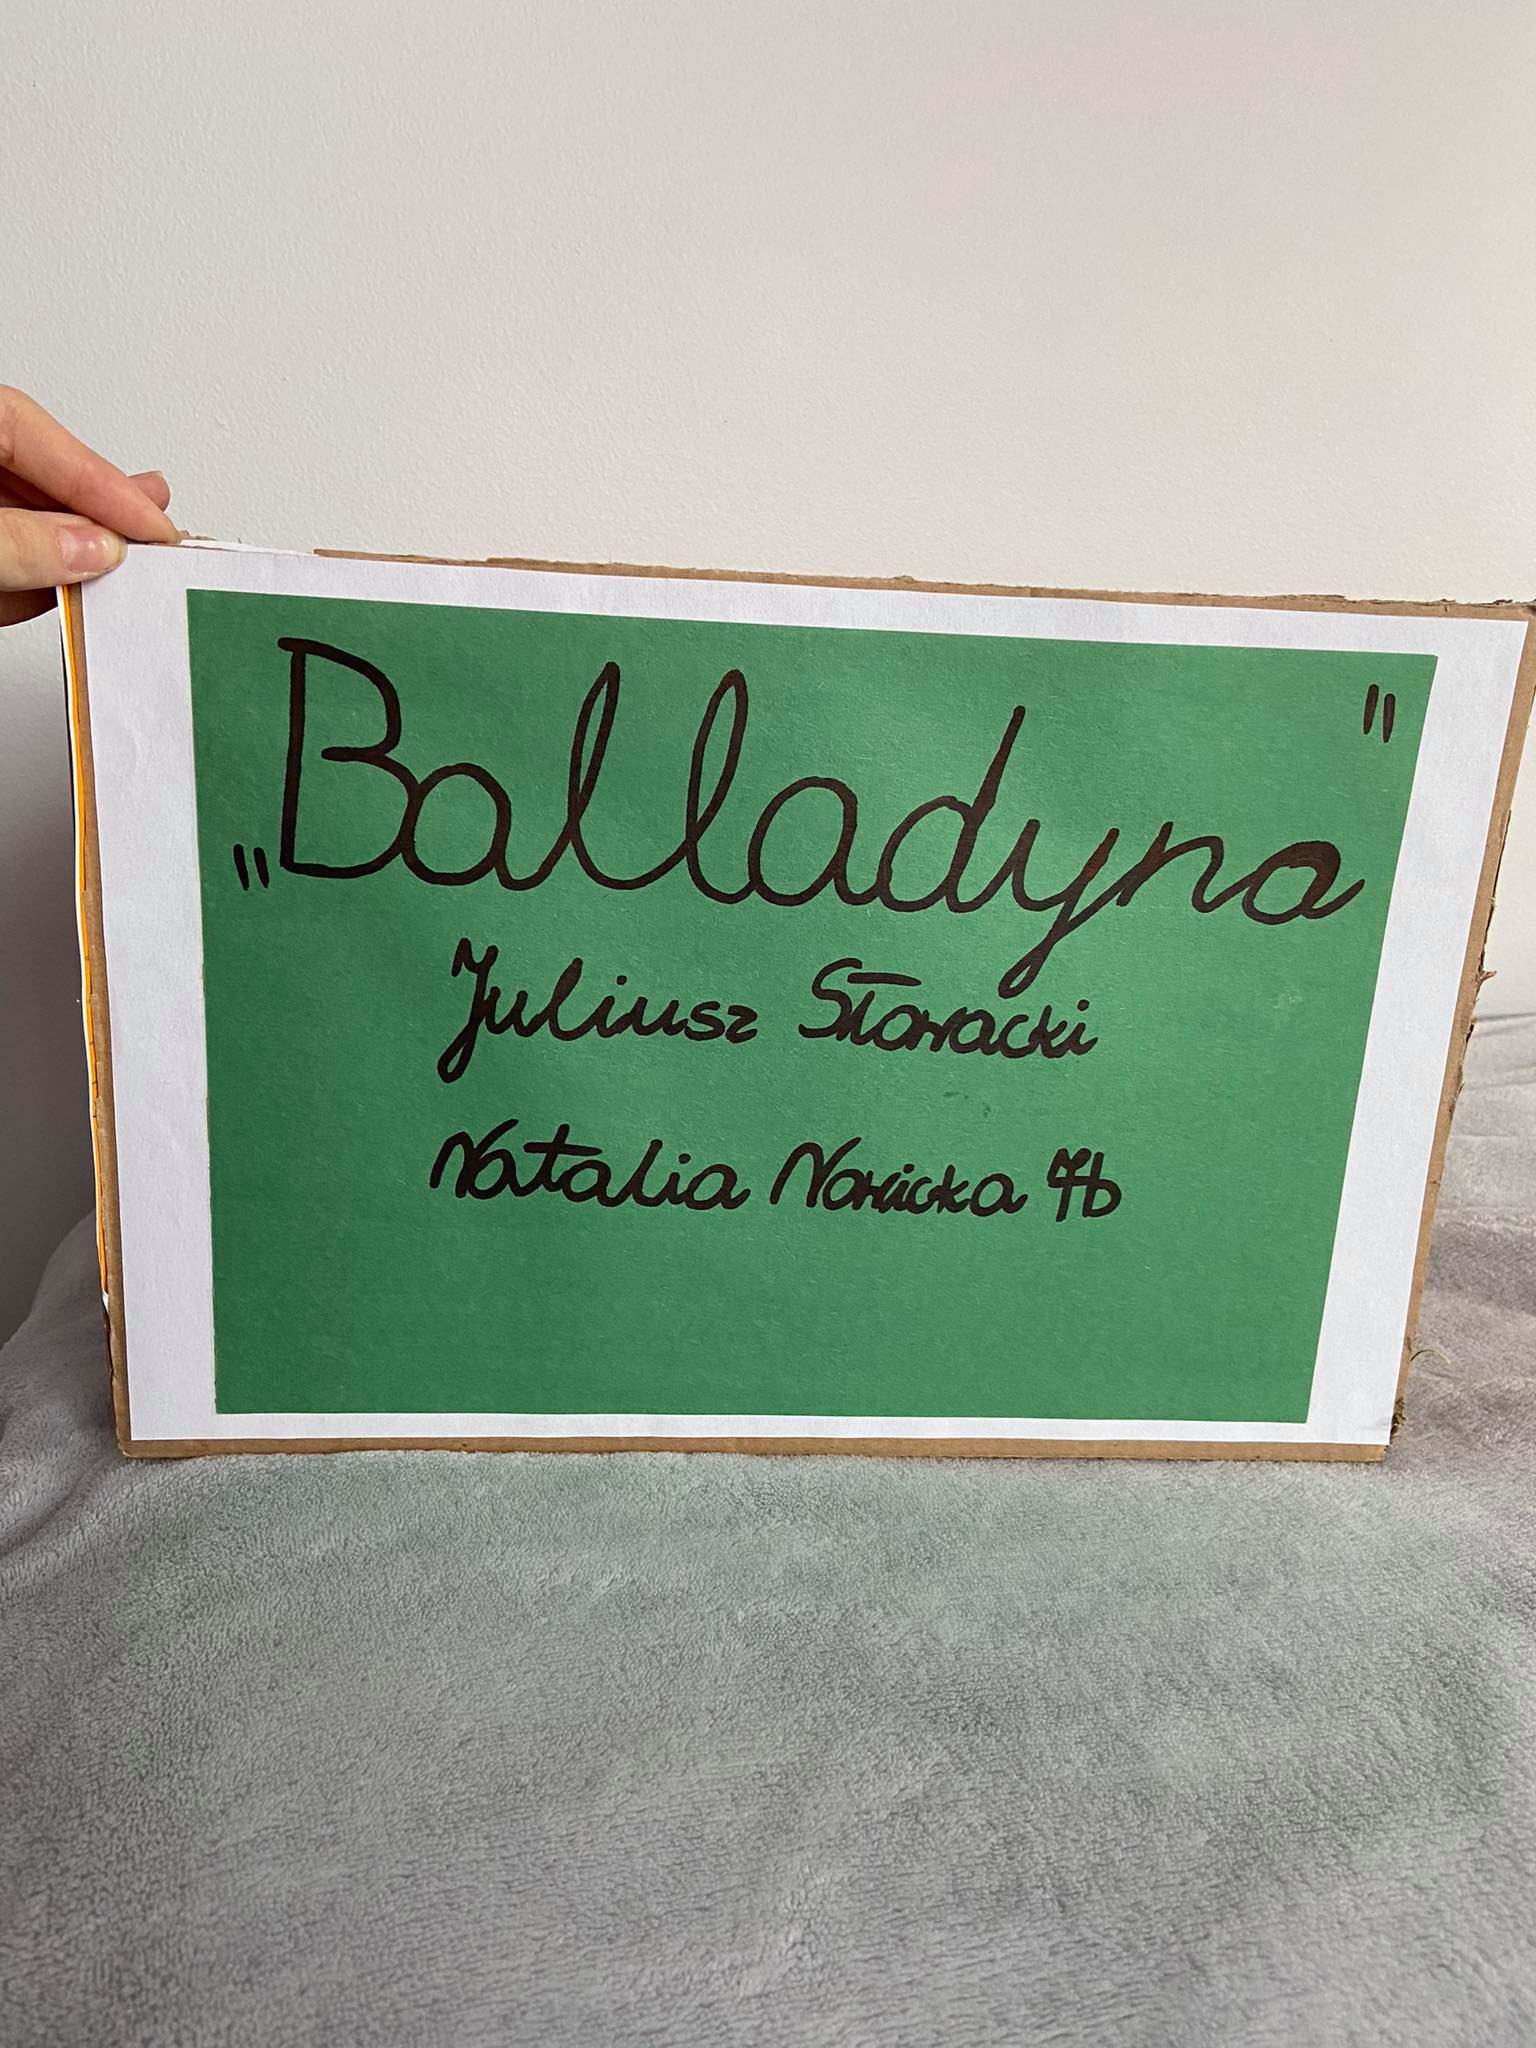 „Balladyna"
Juliusz Słowacki
Natalia Nowicka 7b